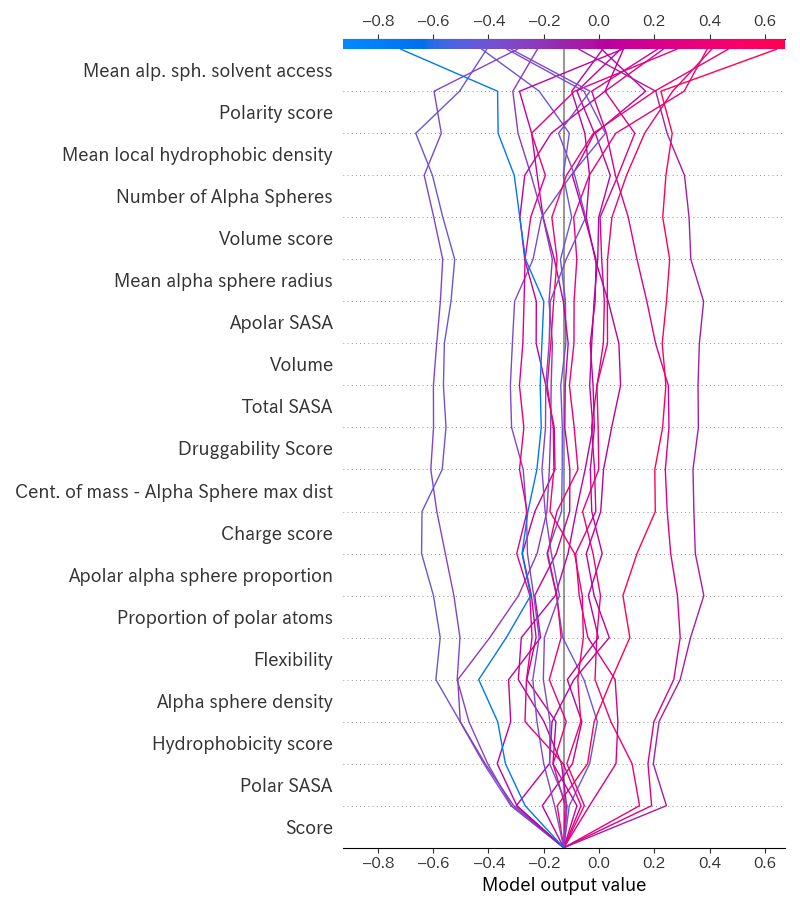 −0.8 −0.6 −0.4 −0.2 0.0 0.2 0.4 0.6
Mean alp. sph. solvent access
Polarity score
Mean local hydrophobic density
Number of Alpha Spheres
Volume score
Mean alpha sphere radius
Apolar SASA
Volume
Total SASA
Druggability Score
Cent. of mass - Alpha Sphere max dist
Charge score
Apolar alpha sphere proportion
Proportion of polar atoms
Flexibility
Alpha sphere density
Hydrophobicity score
Polar SASA
Score
−0.8 −0.6 −0.4 −0.2 0.0 0.2 0.4 0.6
Model output value